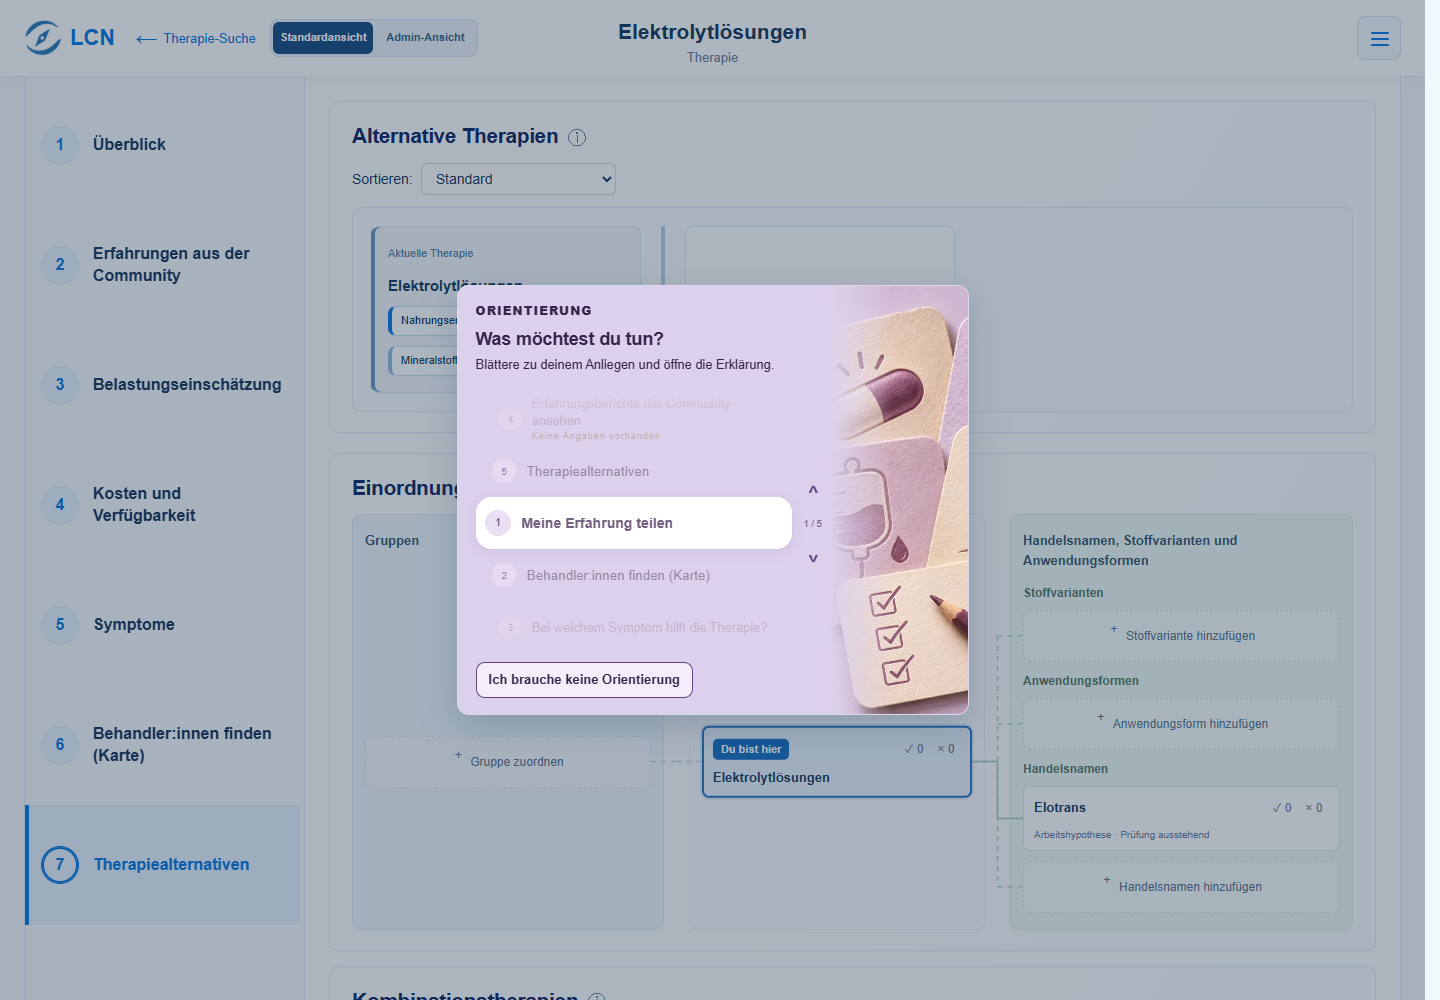 LCN
← Therapie-Suche
Standardansicht
Admin-Ansicht
Elektrolytlösungen
Therapie
1 Überblick
2 Erfahrungen aus der
Community
3 Belastungseinschätzung
4 Kosten und
Verfügbarkeit
5 Symptome
6 Behandler:innen finden
(Karte)
7 Therapiealternativen
Alternative Therapien
Sortieren: Standard
Aktuelle Therapie
Elektrolytlösungen
ORIENTIERUNG
Was möchtest du tun?
Blättere zu deinem Anliegen und öffne die Erklärung.
4 Erfahrungsberichte der Community
ansehen
Keine Angaben vorhanden
5 Therapiealternativen
1 Meine Erfahrung teilen
1 / 5
2 Behandler:innen finden (Karte)
3 Bei welchem Symptom hilft die Therapie?
Ich brauche keine Orientierung
Gruppen
+ Gruppe zuordnen
Du bist hier
✓ 0 × 0
Elektrolytlösungen
Handelsnamen, Stoffvarianten und
Anwendungsformen
Stoffvarianten
+ Stoffvariante hinzufügen
Anwendungsformen
+ Anwendungsform hinzufügen
Handelsnamen
Elotrans ✓ 0 × 0
Arbeitshypothese · Prüfung ausstehend
+ Handelsnamen hinzufügen
Kombinationstherapien